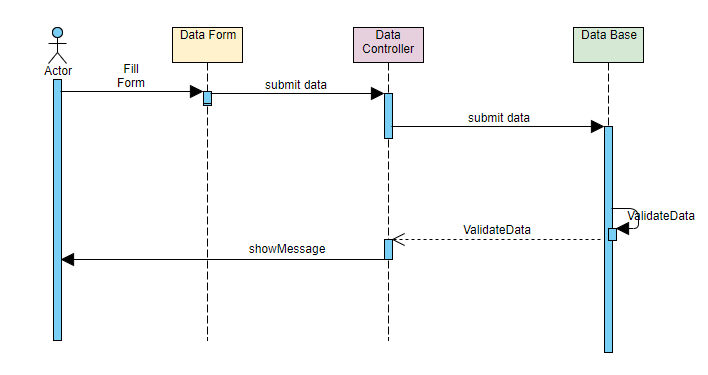 Data Form
Data
Controller
Data Base
Actor
Fill
Form
submit data
submit data
ValidateData
ValidateData
showMessage